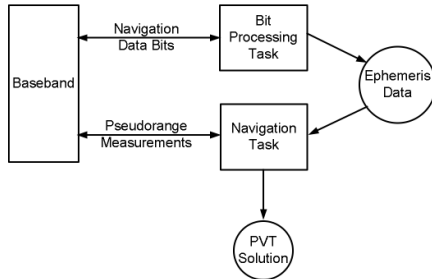 Baseband
Navigation
Data Bits
Bit
Processing
Task
Ephemeris
Data
Pseudorange
Measurements
Navigation
Task
PVT
Solution